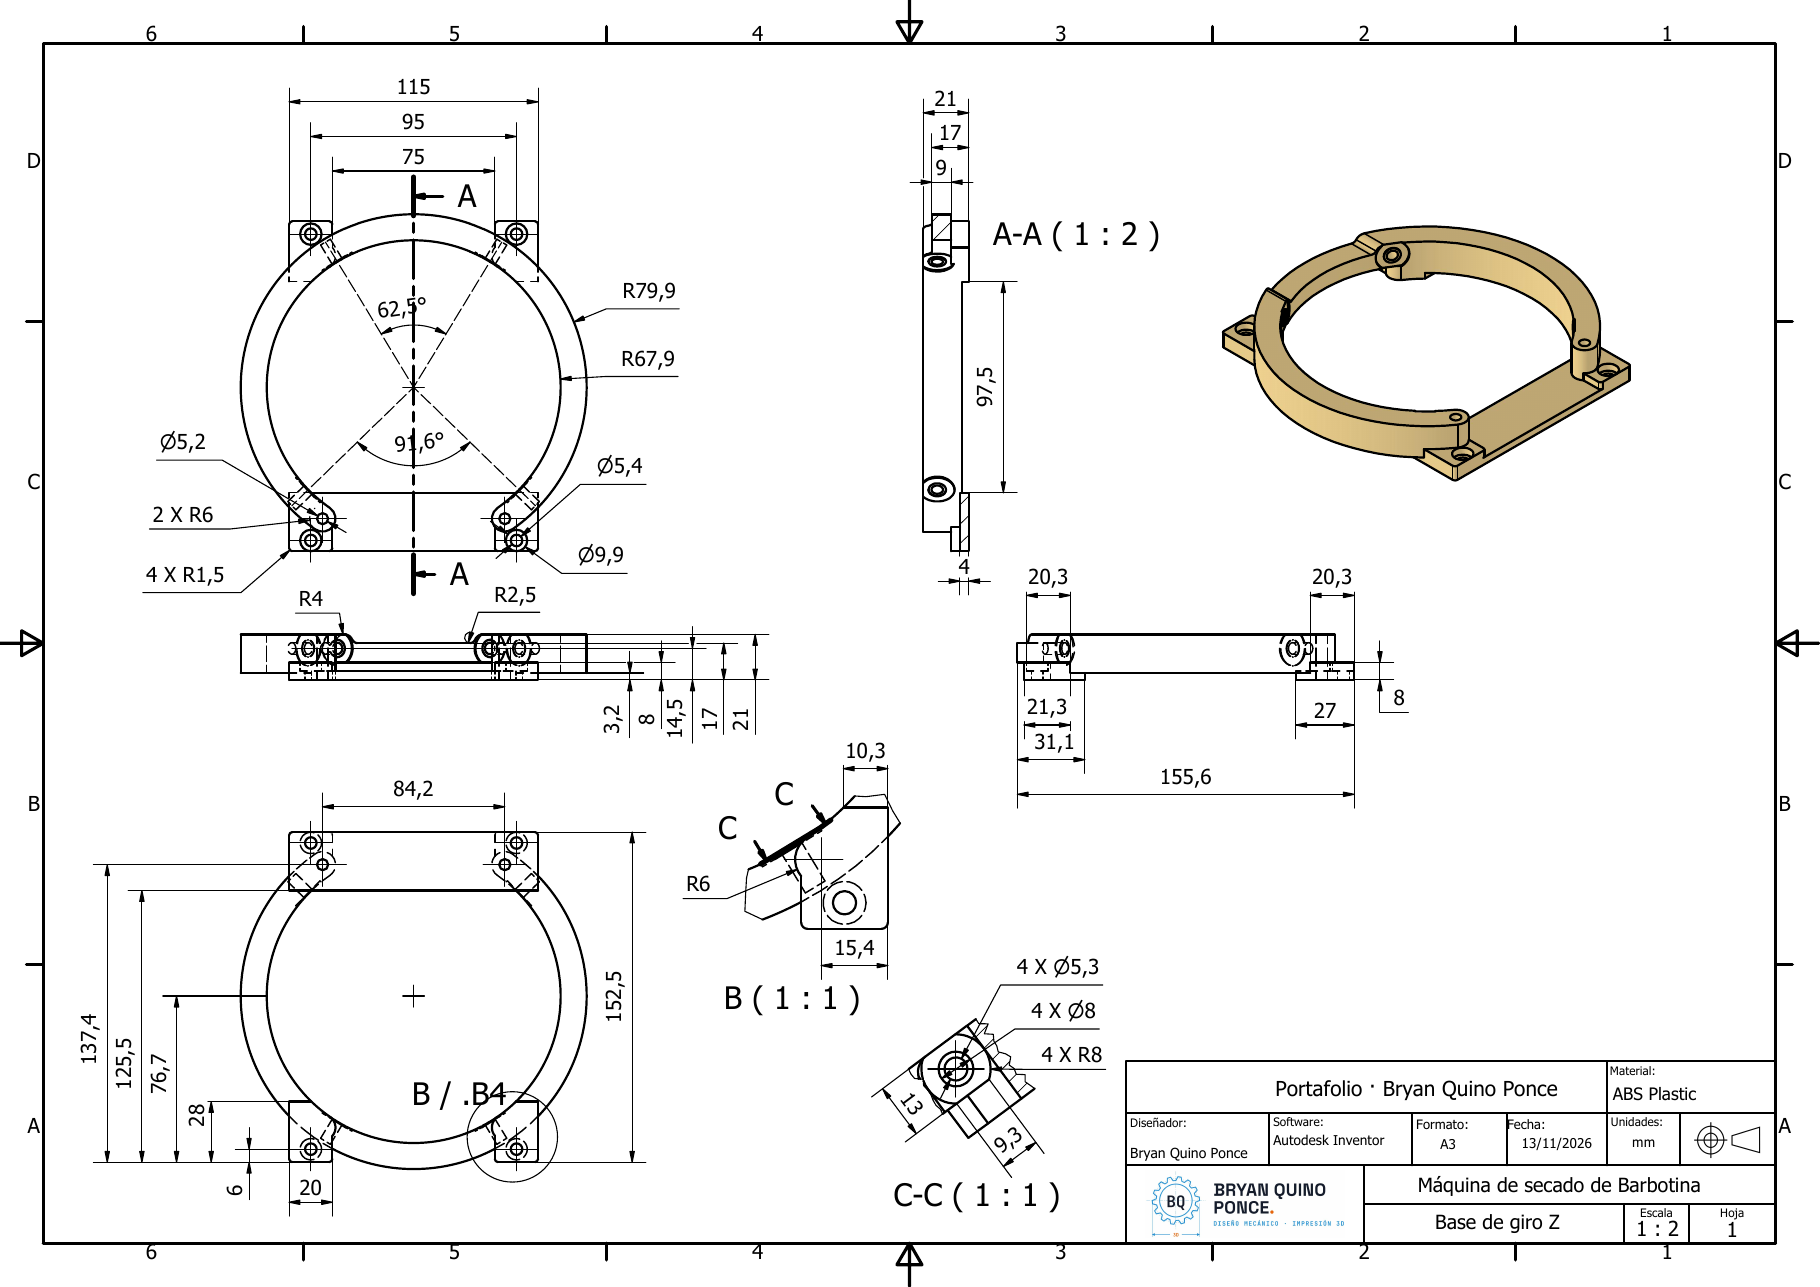 6 5 4 3 2 1
D D
C C
B B
A A
115
95
75
A
62,5°
R79,9
R67,9
91,6°
Ø5,2
2 X R6
4 X R1,5
Ø5,4
Ø9,9
A
21
17
9
A-A ( 1 : 2 )
97,5
4
R4
R2,5
3,2
8
14,5
17
21
20,3
20,3
21,3
31,1
27
8
155,6
84,2
137,4
125,5
76,7
28
6
20
152,5
B / .B4
10,3
C
C
R6
15,4
B ( 1 : 1 )
4 X Ø5,3
4 X Ø8
4 X R8
13
9,3
C-C ( 1 : 1 )
Portafolio · Bryan Quino Ponce
Material:
ABS Plastic
Diseñador:
Bryan Quino Ponce
Software:
Autodesk Inventor
Formato:
A3
Fecha:
13/11/2026
Unidades:
mm
BQ
3D
BRYAN QUINO
PONCE.
DISEÑO MECÁNICO · IMPRESIÓN 3D
Máquina de secado de Barbotina
Base de giro Z
Escala
1 : 2
Hoja
1
6 5 4 3 2 1